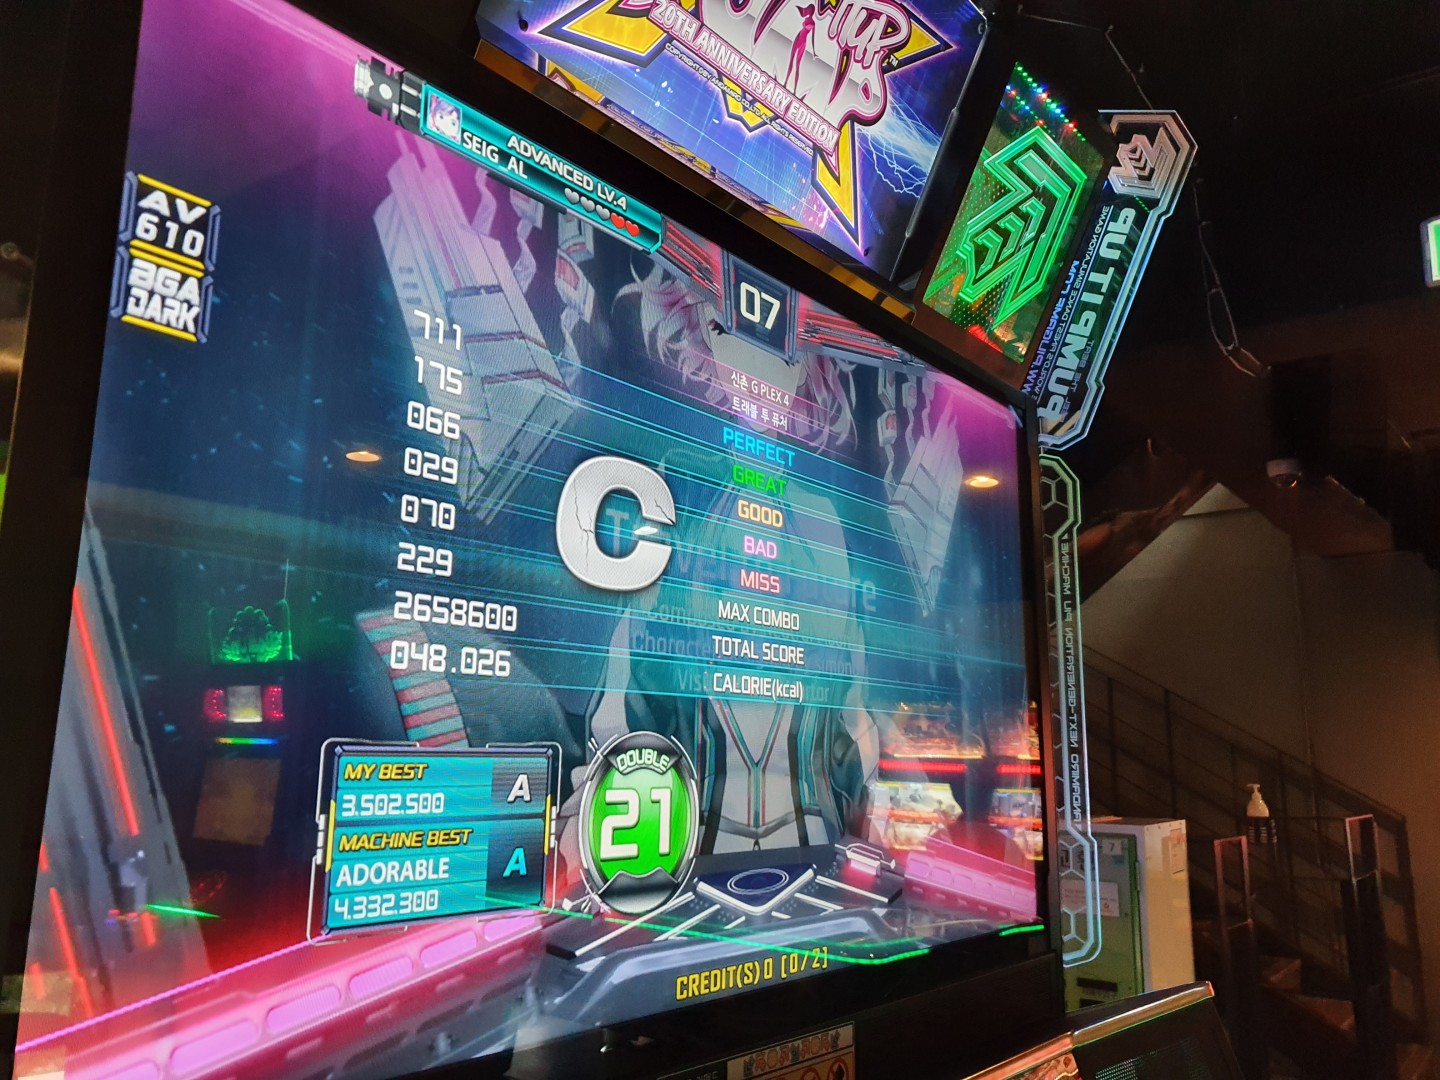 20TH ANNIVERSARY EDITION
ADVANCED LV.4
SEIG AL
AV
610
BGA
DARK
07
신촌 G PLEX 4
트래블 투 퓨처
711 PERFECT
175 GREAT
066 GOOD
029 BAD
070 MISS
229 MAX COMBO
2658600 TOTAL SCORE
048.026 CALORIE(kcal)
C
MY BEST
3.502.500 A
MACHINE BEST
ADORABLE A
4.332.300
DOUBLE
21
CREDIT(S) 0 [0/2]
PUMP IT UP